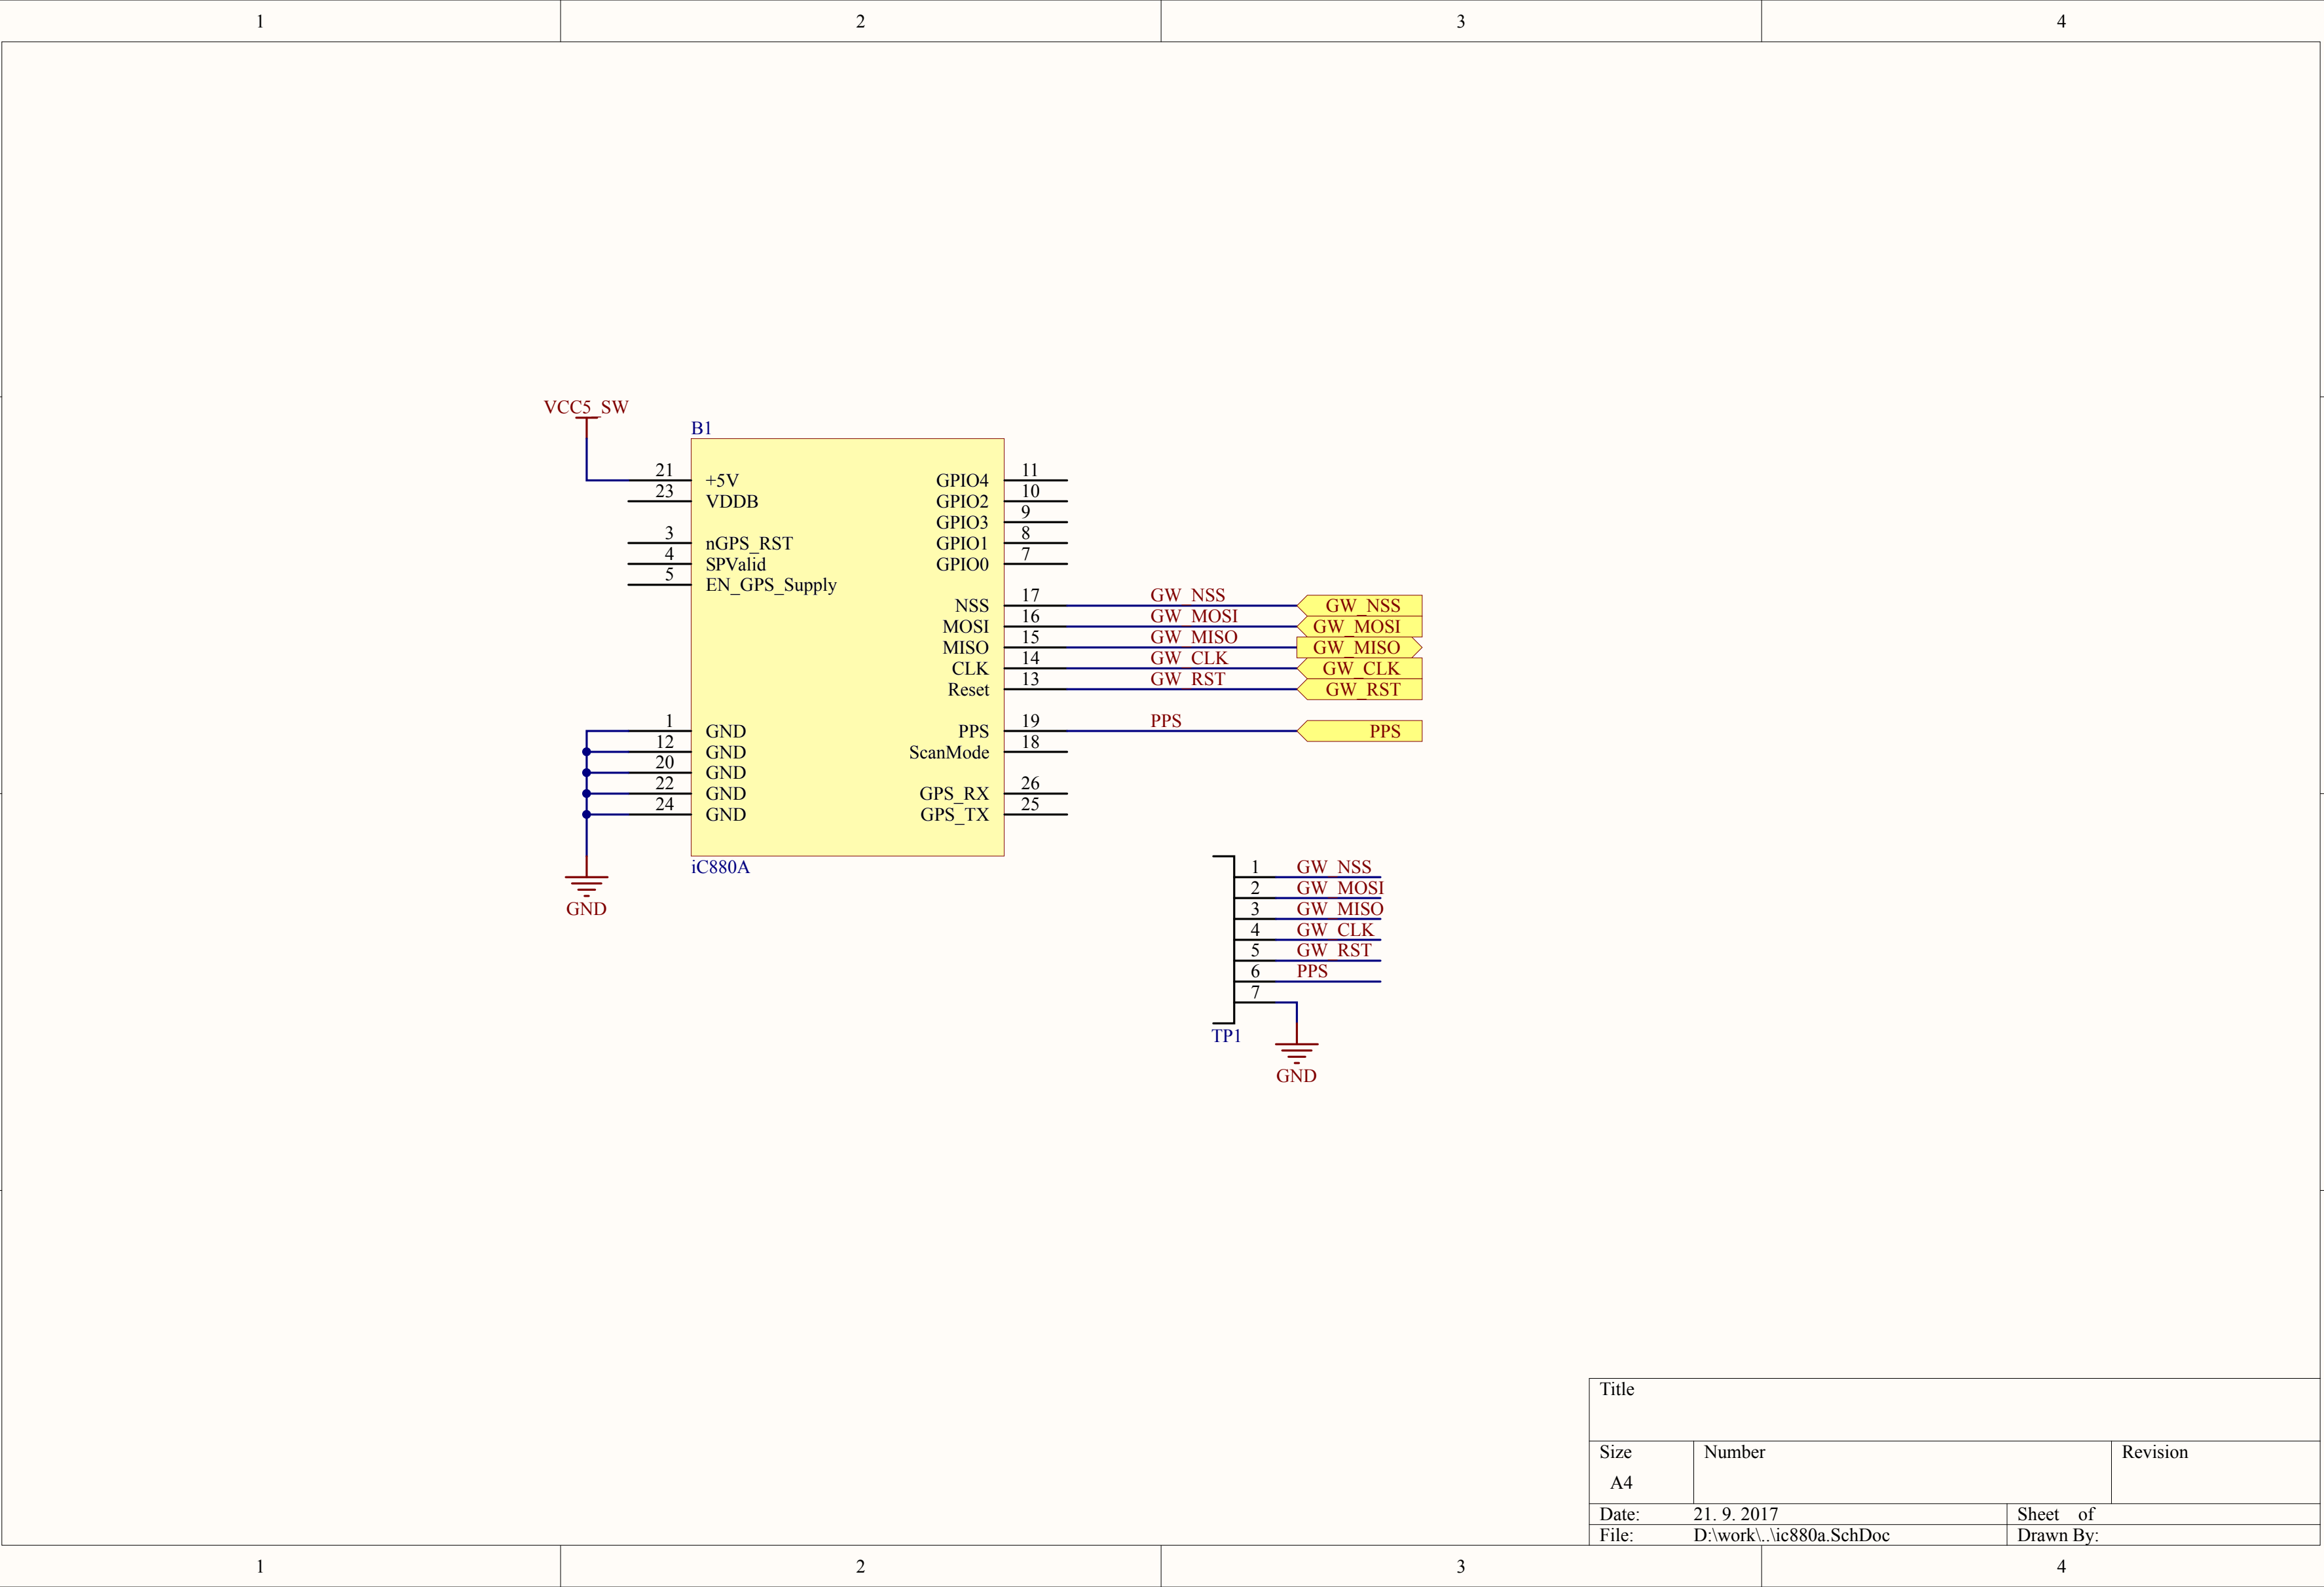 1 2 3 4
VCC5_SW
B1
21 +5V GPIO4 11
23 VDDB GPIO2 10
GPIO3 9
3 nGPS_RST GPIO1 8
4 SPValid GPIO0 7
5 EN_GPS_Supply
NSS 17 GW_NSS GW_NSS
MOSI 16 GW_MOSI GW_MOSI
MISO 15 GW_MISO GW_MISO
CLK 14 GW_CLK GW_CLK
Reset 13 GW_RST GW_RST
1 GND PPS 19 PPS PPS
12 GND ScanMode 18
20 GND
22 GND GPS_RX 26
24 GND GPS_TX 25
iC880A
GND
1 GW_NSS
2 GW_MOSI
3 GW_MISO
4 GW_CLK
5 GW_RST
6 PPS
7
TP1
GND
Title
Size Number Revision
A4
Date: 21. 9. 2017 Sheet of
File: D:\work\..\ic880a.SchDoc Drawn By:
1 2 3 4